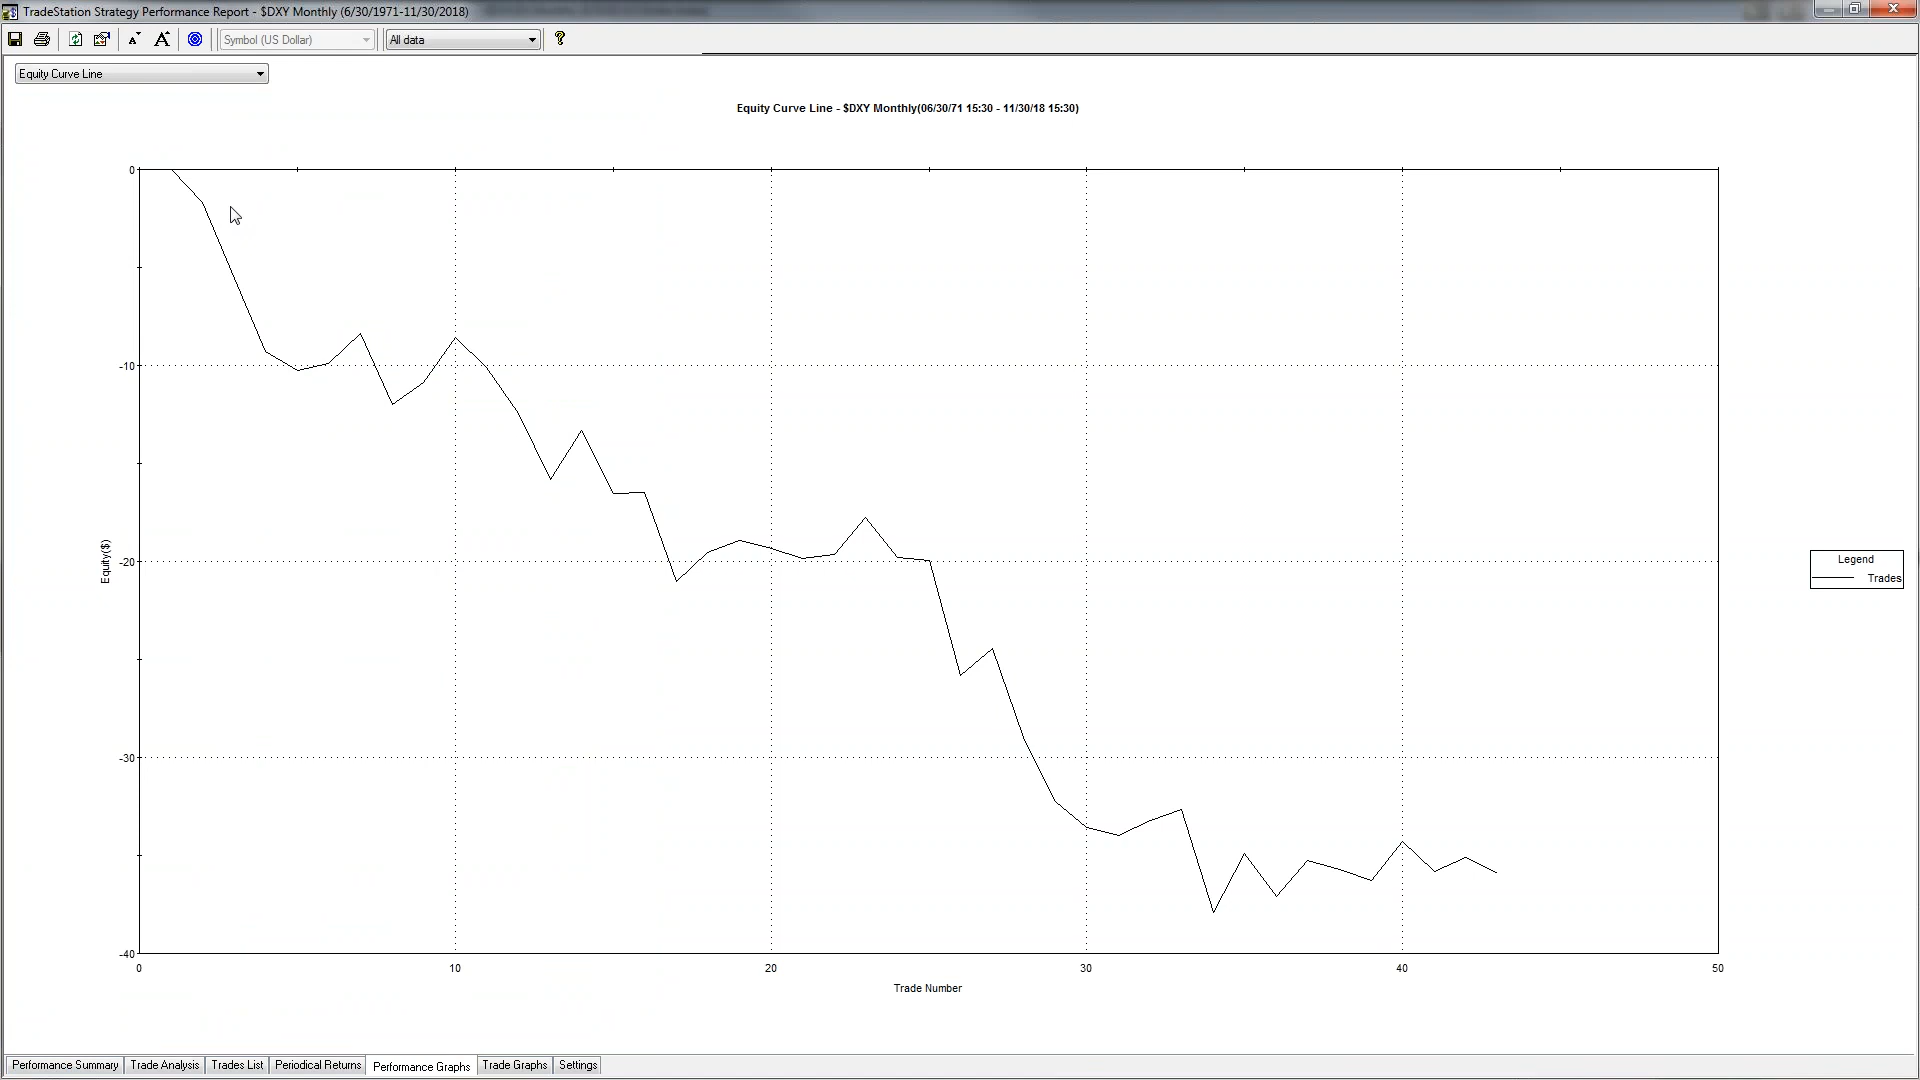 TradeStation Strategy Performance Report - $DXY Monthly (6/30/1971-11/30/2018)
Symbol (US Dollar)
All data
Equity Curve Line
Equity Curve Line - $DXY Monthly(06/30/71 15:30 - 11/30/18 15:30)
0
-10
-20
-30
-40
Equity($)
Legend
Trades
0 10 20 30 40 50
Trade Number
Performance Summary Trade Analysis Trades List Periodical Returns Performance Graphs Trade Graphs Settings